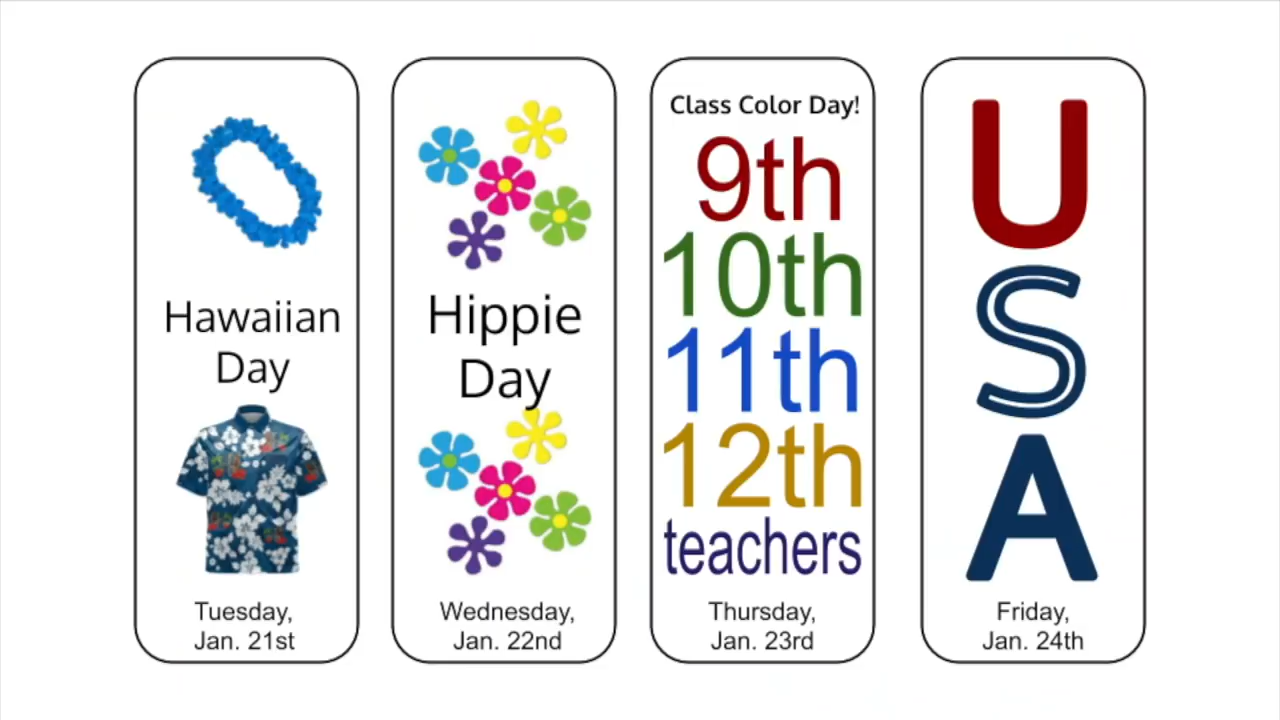 Hawaiian
Day
Tuesday,
Jan. 21st
Hippie
Day
Wednesday,
Jan. 22nd
Class Color Day!
9th
10th
11th
12th
teachers
Thursday,
Jan. 23rd
U
S
A
Friday,
Jan. 24th